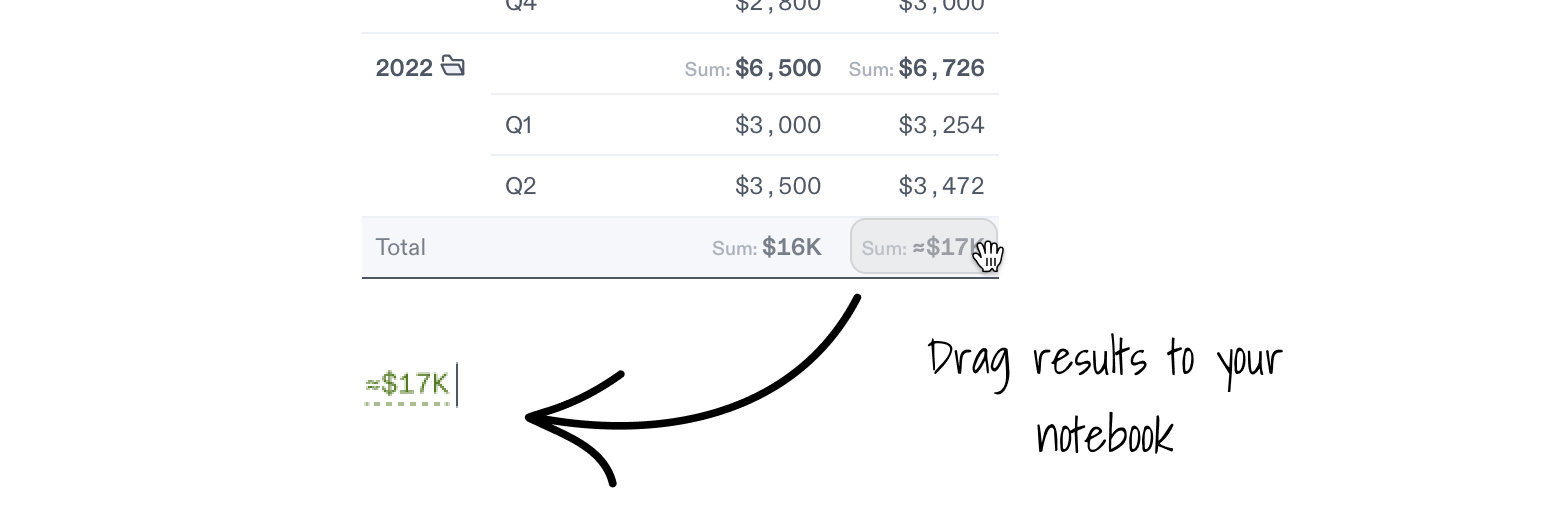 Q4 $2,800 $3,000
2022 Sum: $6,500 Sum: $6,726
Q1 $3,000 $3,254
Q2 $3,500 $3,472
Total Sum: $16K Sum: ≈$17K
≈$17K
Drag results to your
notebook